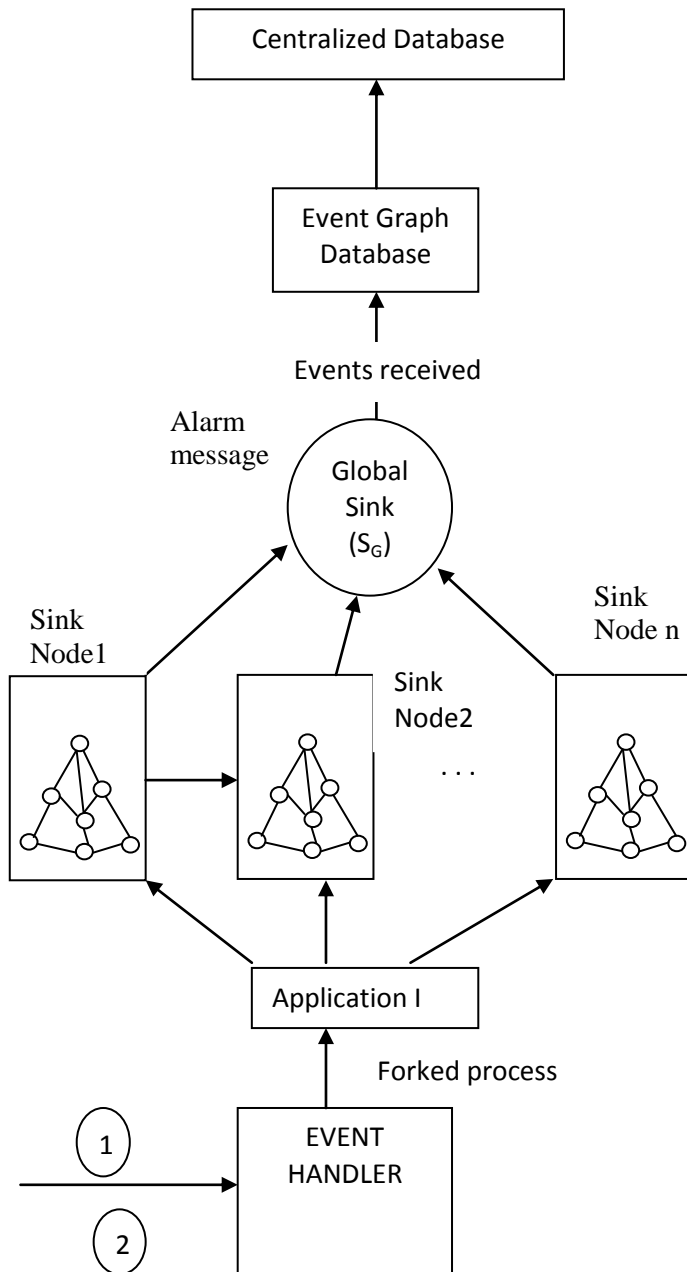 Centralized Database
Event Graph
Database
Events received
Alarm
message
Global
Sink
(SG)
Sink
Node1
Sink
Node2
Sink
Node n
. . .
Application I
Forked process
1
2
EVENT
HANDLER